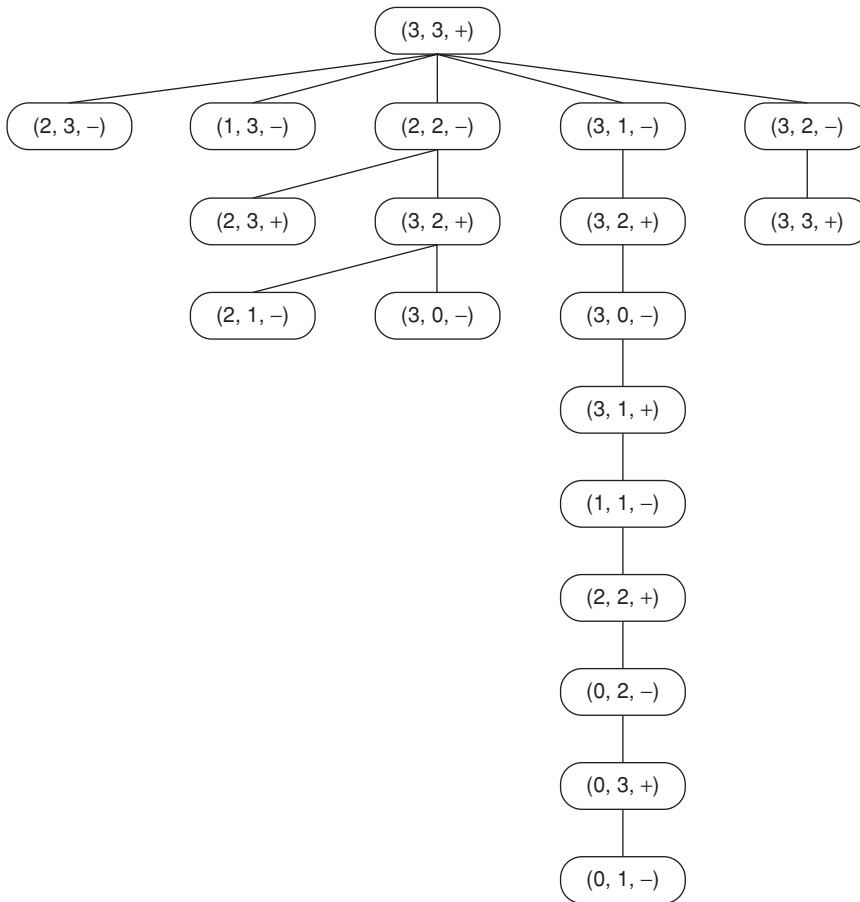 (3, 3, +)
(2, 3, –)
(1, 3, –)
(2, 2, –)
(3, 1, –)
(3, 2, –)
(2, 3, +)
(3, 2, +)
(3, 2, +)
(3, 3, +)
(2, 1, –)
(3, 0, –)
(3, 0, –)
(3, 1, +)
(1, 1, –)
(2, 2, +)
(0, 2, –)
(0, 3, +)
(0, 1, –)